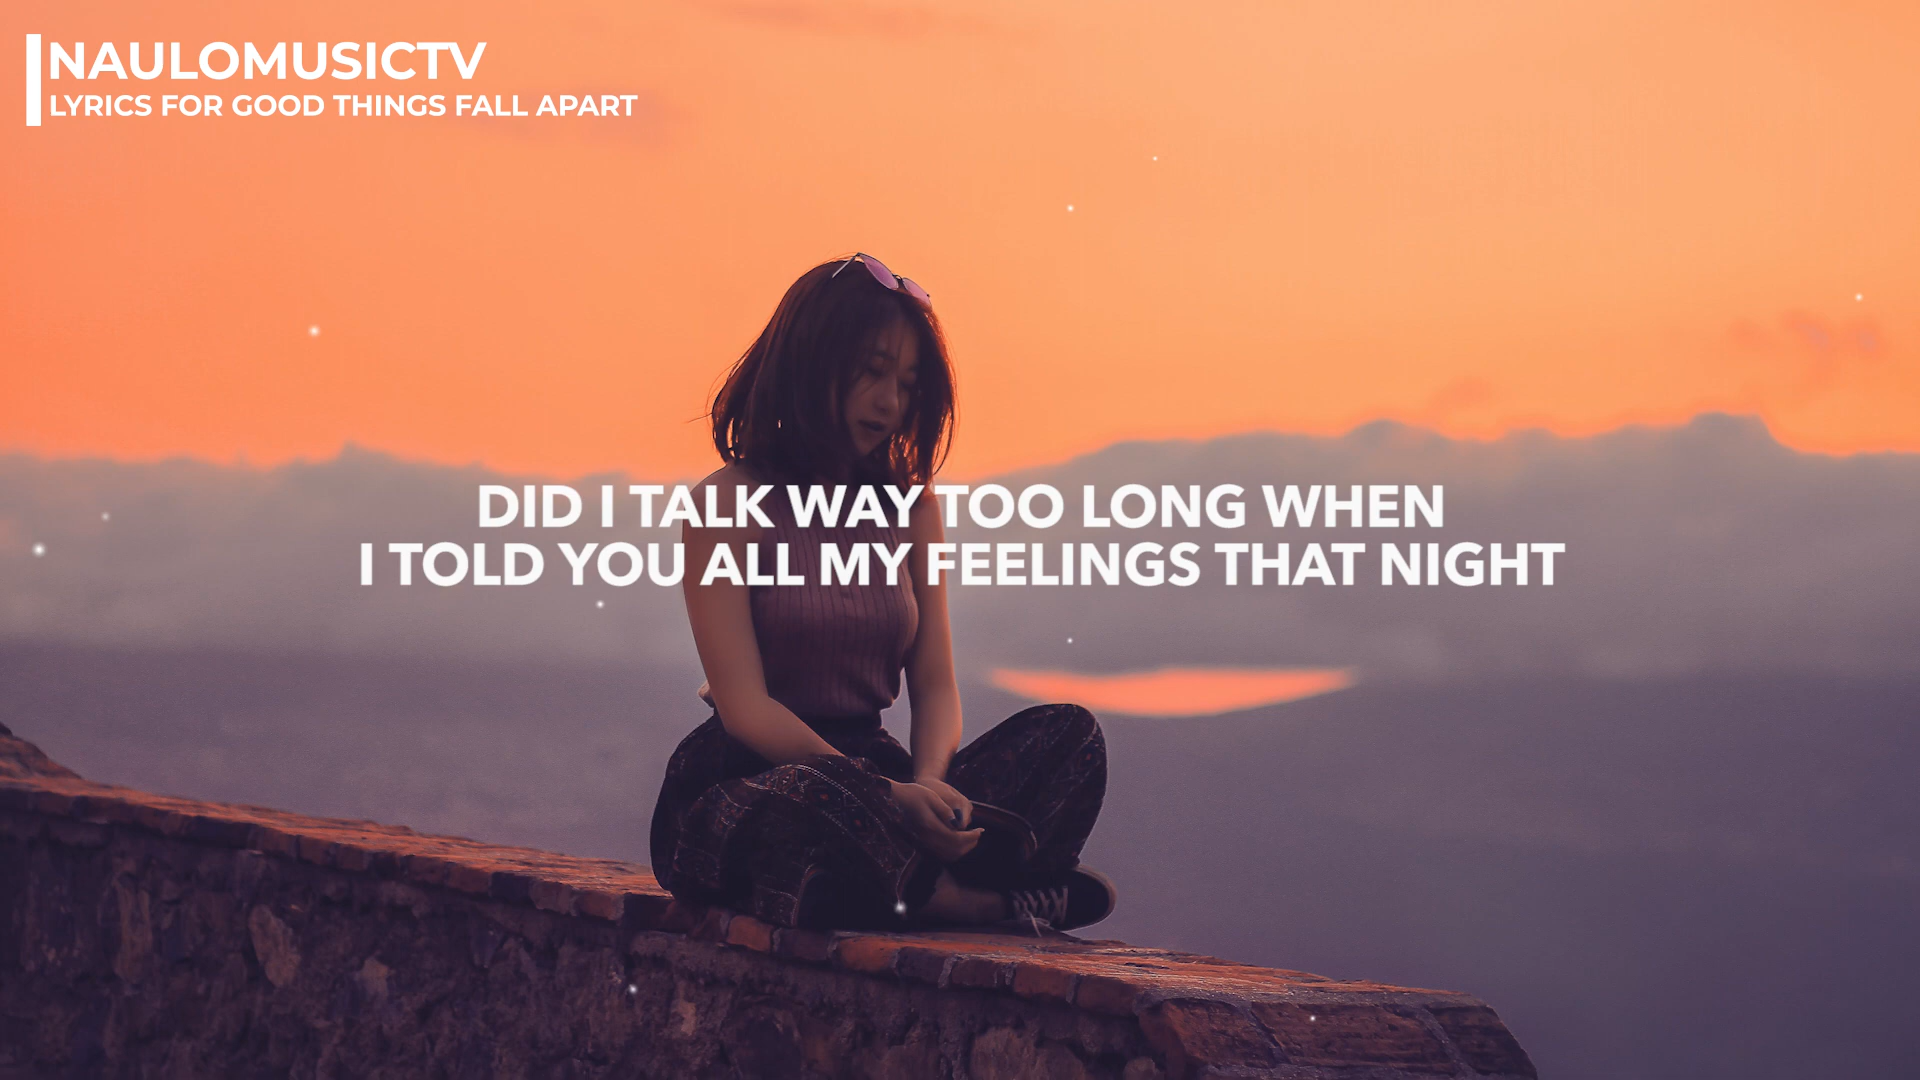 NAULOMUSICTV
LYRICS FOR GOOD THINGS FALL APART
DID I TALK WAY TOO LONG WHEN
I TOLD YOU ALL MY FEELINGS THAT NIGHT